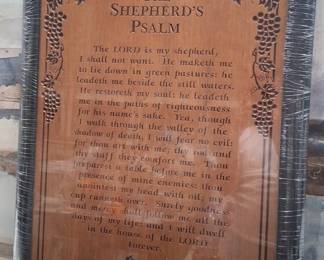 THE
SHEPHERD'S
PSALM
The LORD is my shepherd,
I shall not want. He maketh me
to lie down in green pastures: he
leadeth me beside the still waters.
He restoreth my soul: he leadeth
me in the paths of righteousness
for his name's sake. Yea, though
I walk through the valley of the
shadow of death, I will fear no evil:
for thou art with me; thy rod and
thy staff they comfort me. Thou
preparest a table before me in the
presence of mine enemies: thou
anointest my head with oil; my
cup runneth over. Surely goodness
and mercy shall follow me all the
days of my life: and I will dwell
in the house of the LORD
forever.